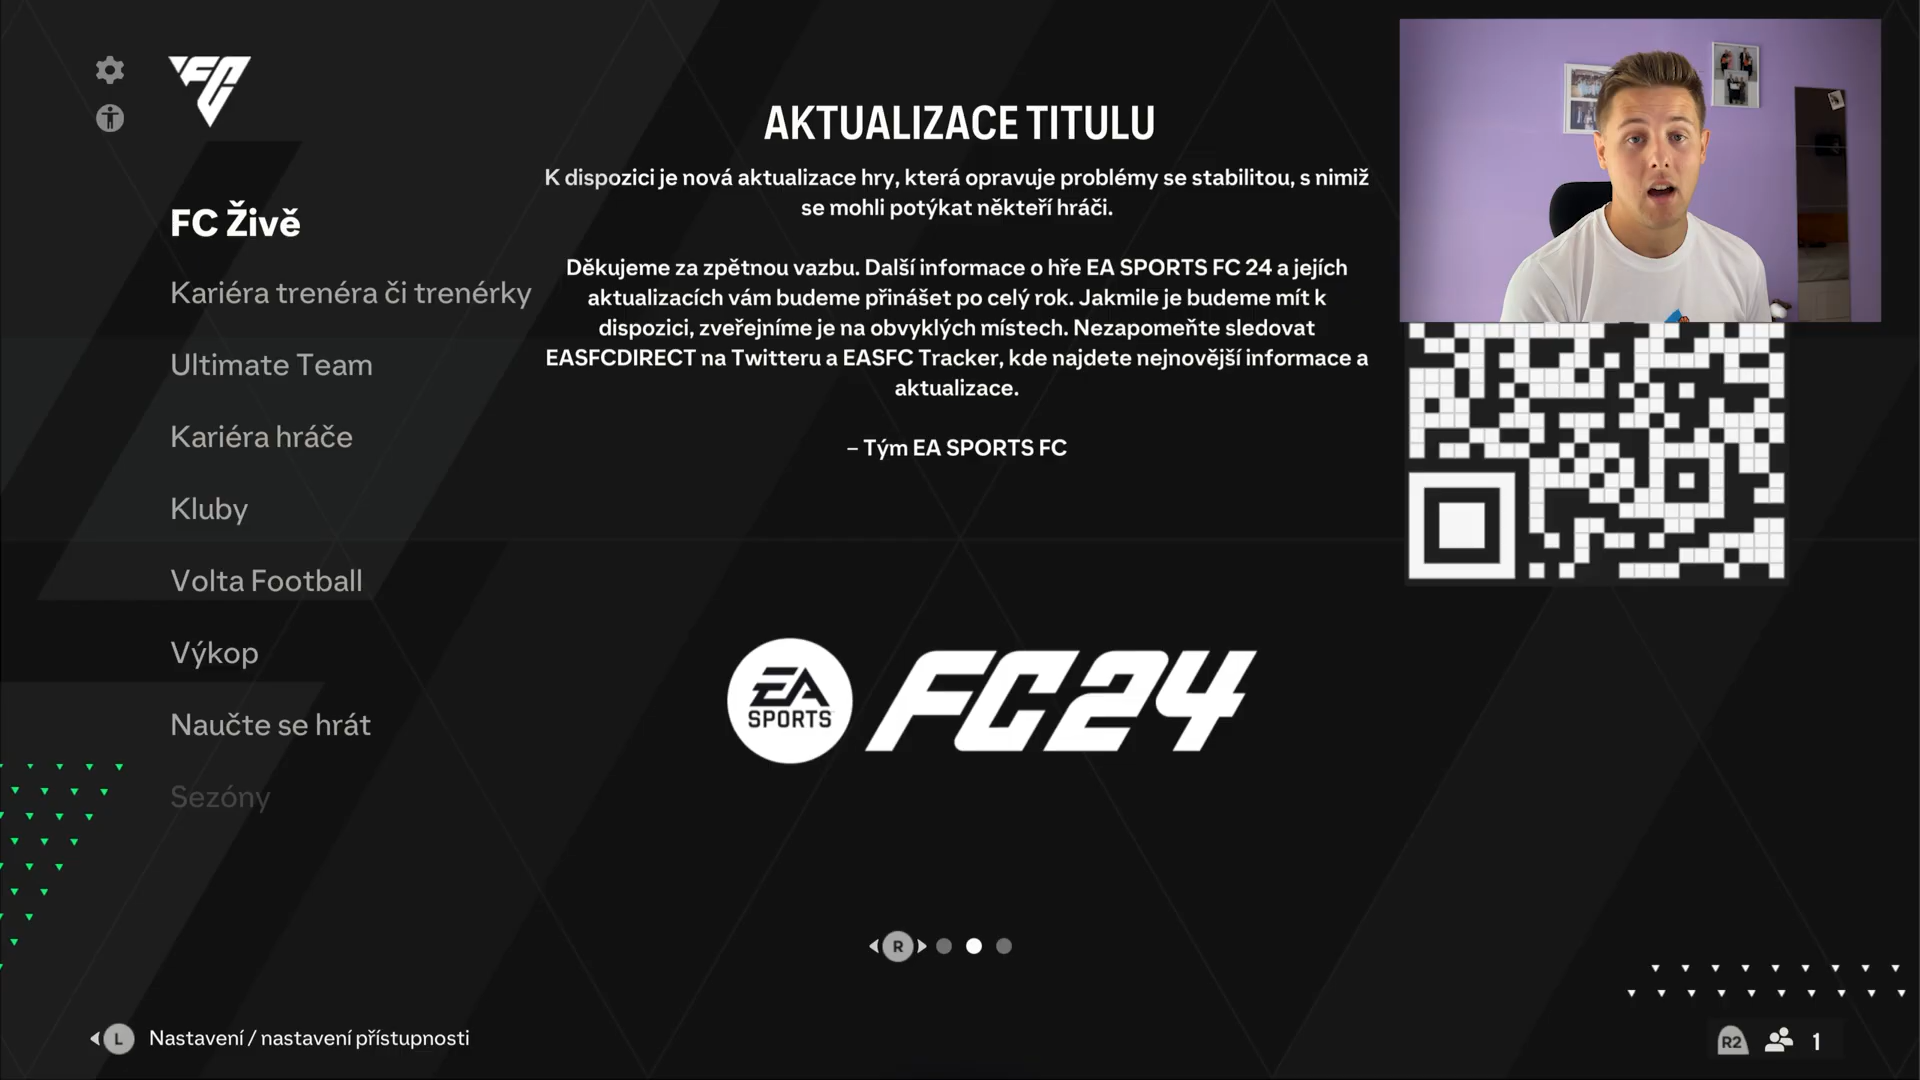 FC
FC Živě
Kariéra trenéra či trenérky
Ultimate Team
Kariéra hráče
Kluby
Volta Football
Výkop
Naučte se hrát
Sezóny
AKTUALIZACE TITULU
K dispozici je nová aktualizace hry, která opravuje problémy se stabilitou, s nimiž
se mohli potýkat někteří hráči.
Děkujeme za zpětnou vazbu. Další informace o hře EA SPORTS FC 24 a jejích
aktualizacích vám budeme přinášet po celý rok. Jakmile je budeme mít k
dispozici, zveřejníme je na obvyklých místech. Nezapomeňte sledovat
EASFCDIRECT na Twitteru a EASFC Tracker, kde najdete nejnovější informace a
aktualizace.
– Tým EA SPORTS FC
EA
SPORTS
FC24
R
L Nastavení / nastavení přístupnosti
R2 1